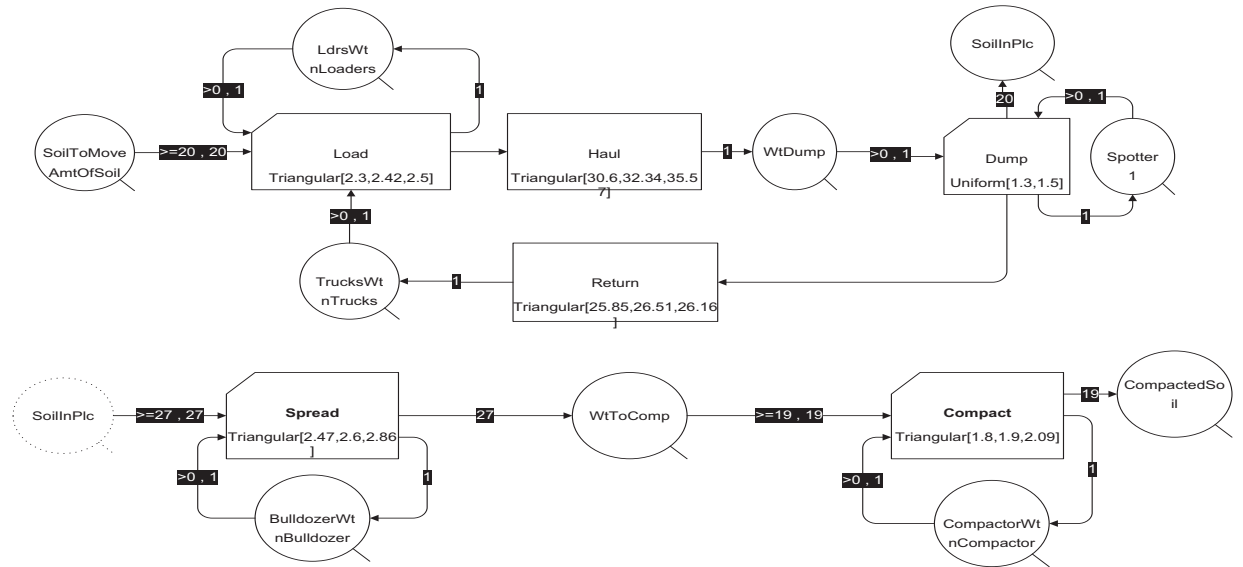 LdrsWt
nLoaders
SoilInPlc
>0 , 1
1
20
>0 , 1
SoilToMove
AmtOfSoil
>=20 , 20
Load
Triangular[2.3,2.42,2.5]
Haul
Triangular[30.6,32.34,35.5
7]
1
WtDump
>0 , 1
Dump
Uniform[1.3,1.5]
Spotter
1
>0 , 1
1
TrucksWt
nTrucks
1
Return
Triangular[25.85,26.51,26.16
]
SoilInPlc
>=27 , 27
Spread
Triangular[2.47,2.6,2.86
]
27
WtToComp
>=19 , 19
Compact
Triangular[1.8,1.9,2.09]
19
CompactedSo
il
>0 , 1
1
>0 , 1
1
BulldozerWt
nBulldozer
CompactorWt
nCompactor